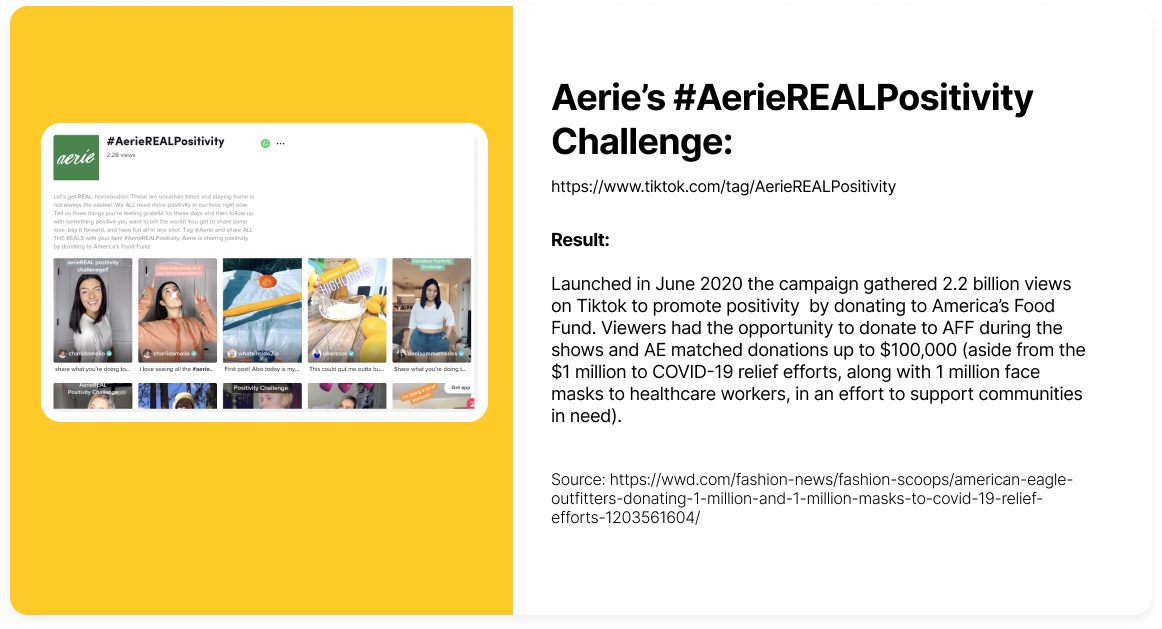 aerie
#AerieREALPositivity
2.2B views
Let's get REAL, homebodies. These are uncertain times and staying home is
not always the easiest. We ALL need more positivity in our lives right now.
Tell us three things you're feeling grateful for these days and then follow up
with something positive you want to tell the world! You get to share some
love, pay it forward, and have fun all in one shot. Tag @Aerie and share ALL
THE REALS with your fam! #AerieREALPositivity. Aerie is sharing positivity
by donating to America's Food Fund.
aerieREAL positivity
challenege!!
LEMON JUICE
HIGHLIGHTS
AerieReal Positivity
Challenge
charlidamelio
charlidamelio
whatsinside2ia
uherzoot
denisemmercedes
share what you're doing to...
i love seeing all the #aerie...
First post! Also today is my...
This could put me outta bu...
Share what you're doing t...
AerieREAL
Positivity Challenge
Positivity Challenge
workouts
Get app
Aerie’s #AerieREALPositivity
Challenge:
https://www.tiktok.com/tag/AerieREALPositivity
Result:
Launched in June 2020 the campaign gathered 2.2 billion views
on Tiktok to promote positivity  by donating to America’s Food
Fund. Viewers had the opportunity to donate to AFF during the
shows and AE matched donations up to $100,000 (aside from the
$1 million to COVID-19 relief efforts, along with 1 million face
masks to healthcare workers, in an effort to support communities
in need).
Source: https://wwd.com/fashion-news/fashion-scoops/american-eagle-
outfitters-donating-1-million-and-1-million-masks-to-covid-19-relief-
efforts-1203561604/